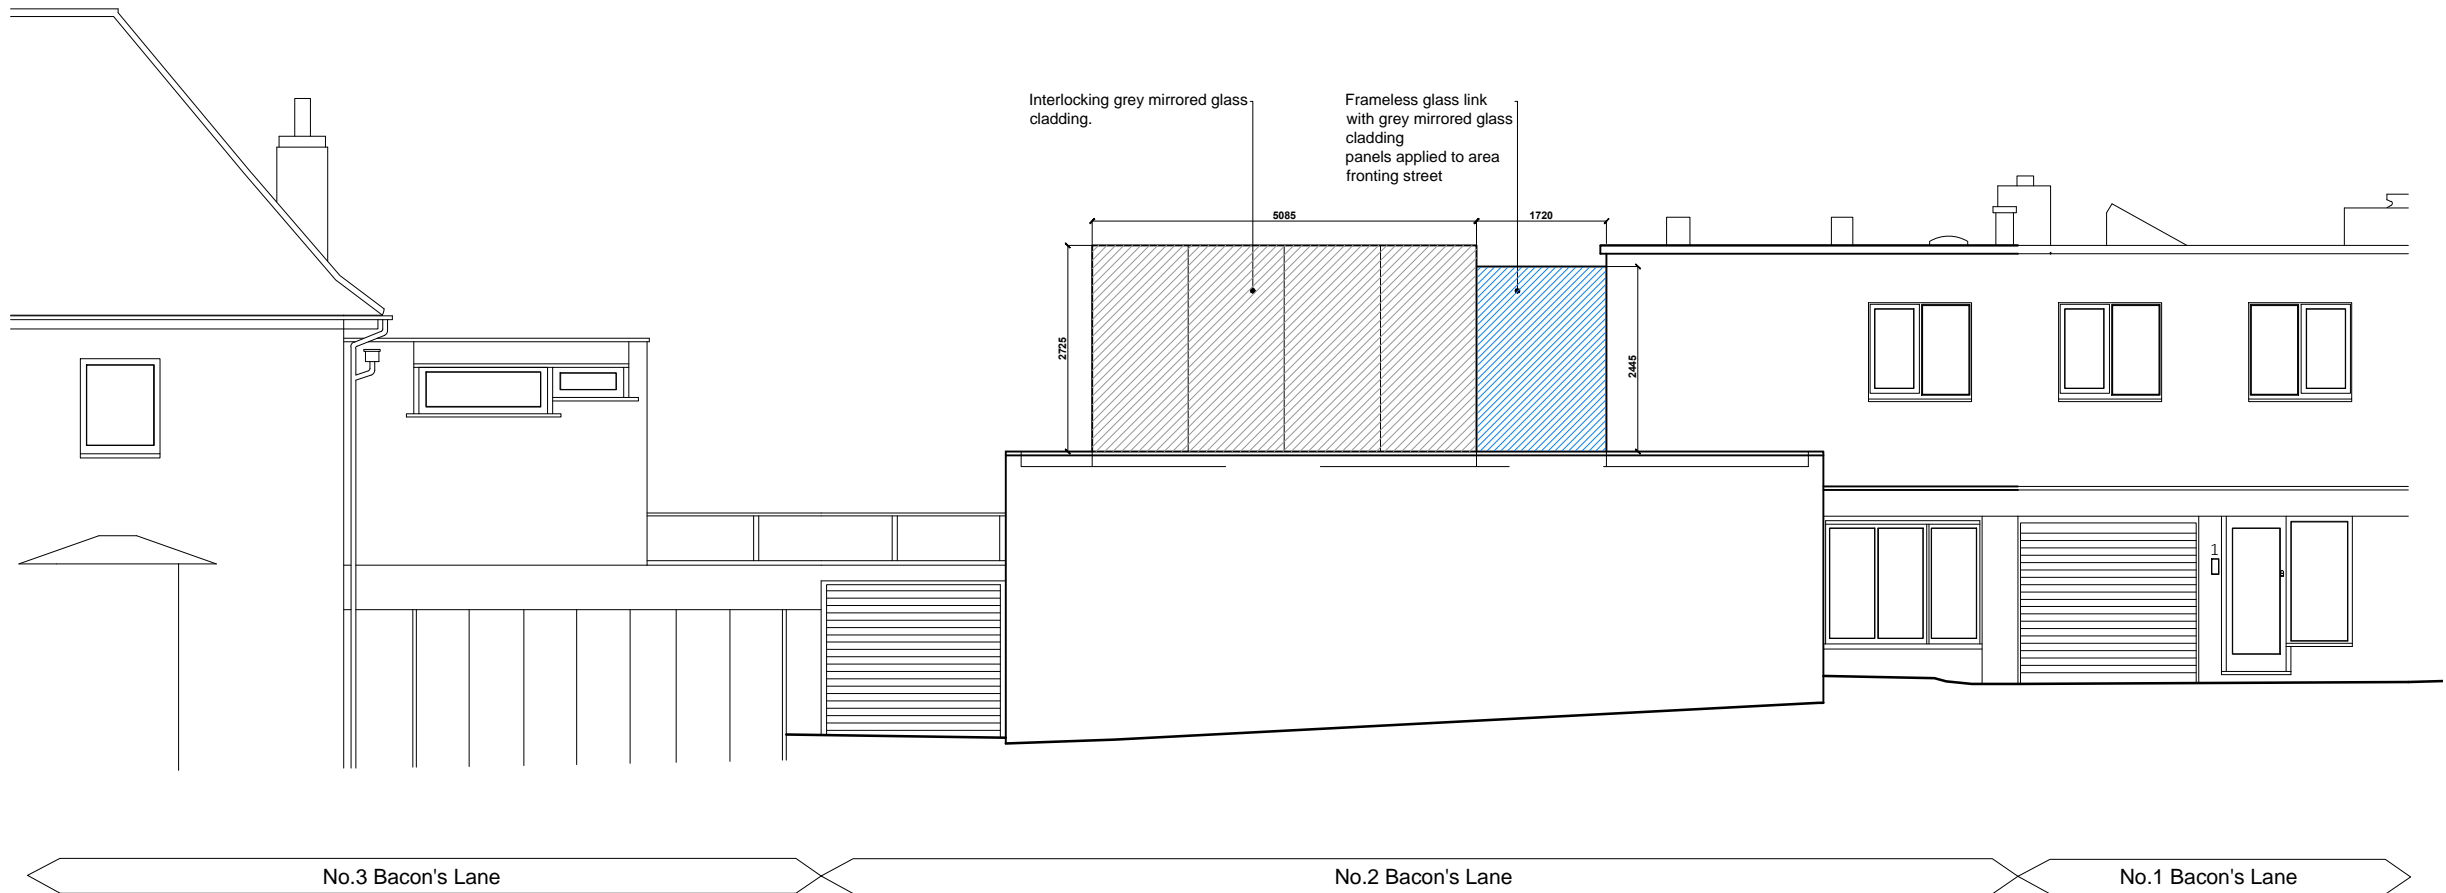 Interlocking grey mirrored glass
cladding.
Frameless glass link
with grey mirrored glass
cladding
panels applied to area
fronting street
5085
1720
2725
2445
1
No.3 Bacon's Lane
No.2 Bacon's Lane
No.1 Bacon's Lane